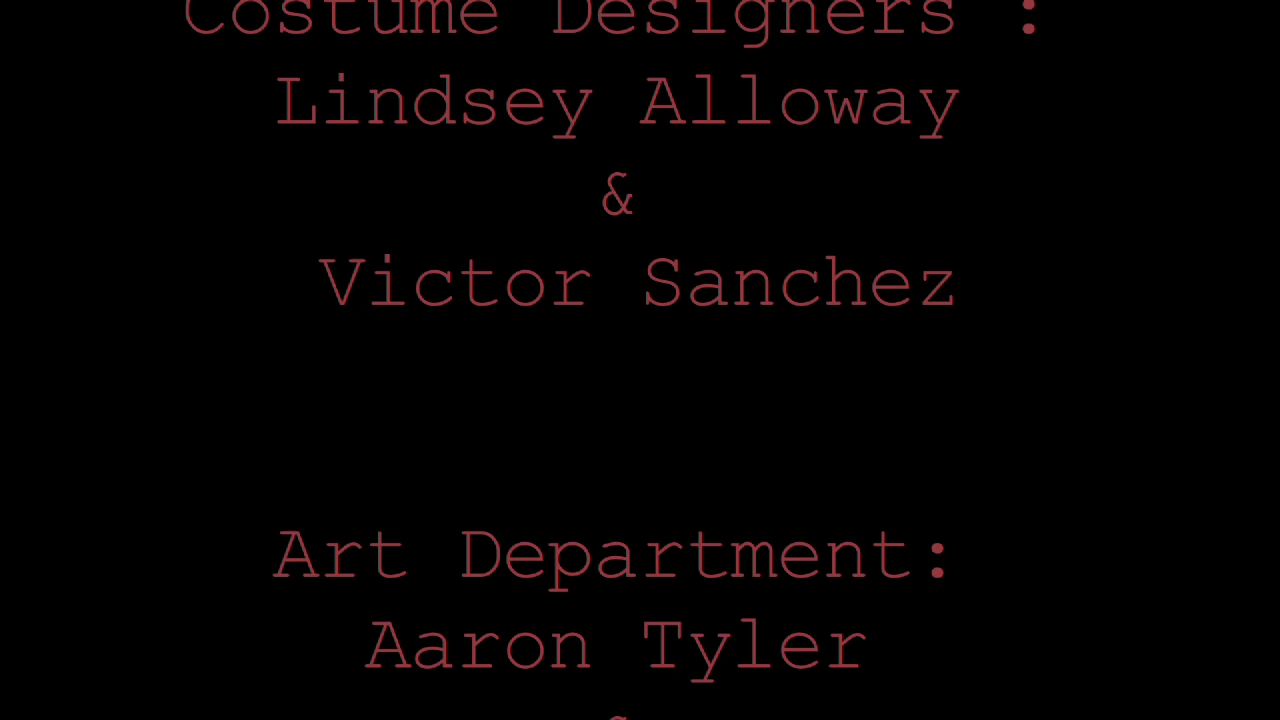 Costume Designers :
Lindsey Alloway
&
Victor Sanchez
Art Department:
Aaron Tyler
&